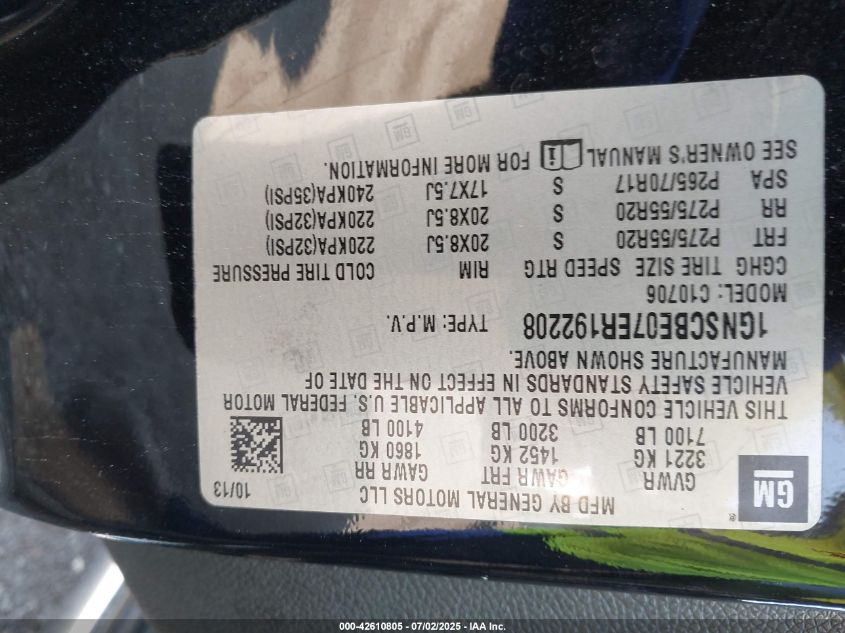 GM ®
MFD BY GENERAL MOTORS LLC 10/13
GVWR GAWR FRT GAWR RR
3221 KG 1452 KG 1860 KG
7100 LB 3200 LB 4100 LB
THIS VEHICLE CONFORMS TO ALL APPLICABLE U.S. FEDERAL MOTOR
VEHICLE SAFETY STANDARDS IN EFFECT ON THE DATE OF
MANUFACTURE SHOWN ABOVE.
1GNSCBE07ER192208 TYPE: M.P.V.
MODEL: C10706
CGHG TIRE SIZE SPEED RTG RIM COLD TIRE PRESSURE
FRT P275/55R20 S 20X8.5J 220KPA(32PSI)
RR P275/55R20 S 20X8.5J 220KPA(32PSI)
SPA P265/70R17 S 17X7.5J 240KPA(35PSI)
SEE OWNER'S MANUAL i FOR MORE INFORMATION.
000-42610805 - 07/02/2025 - IAA Inc.